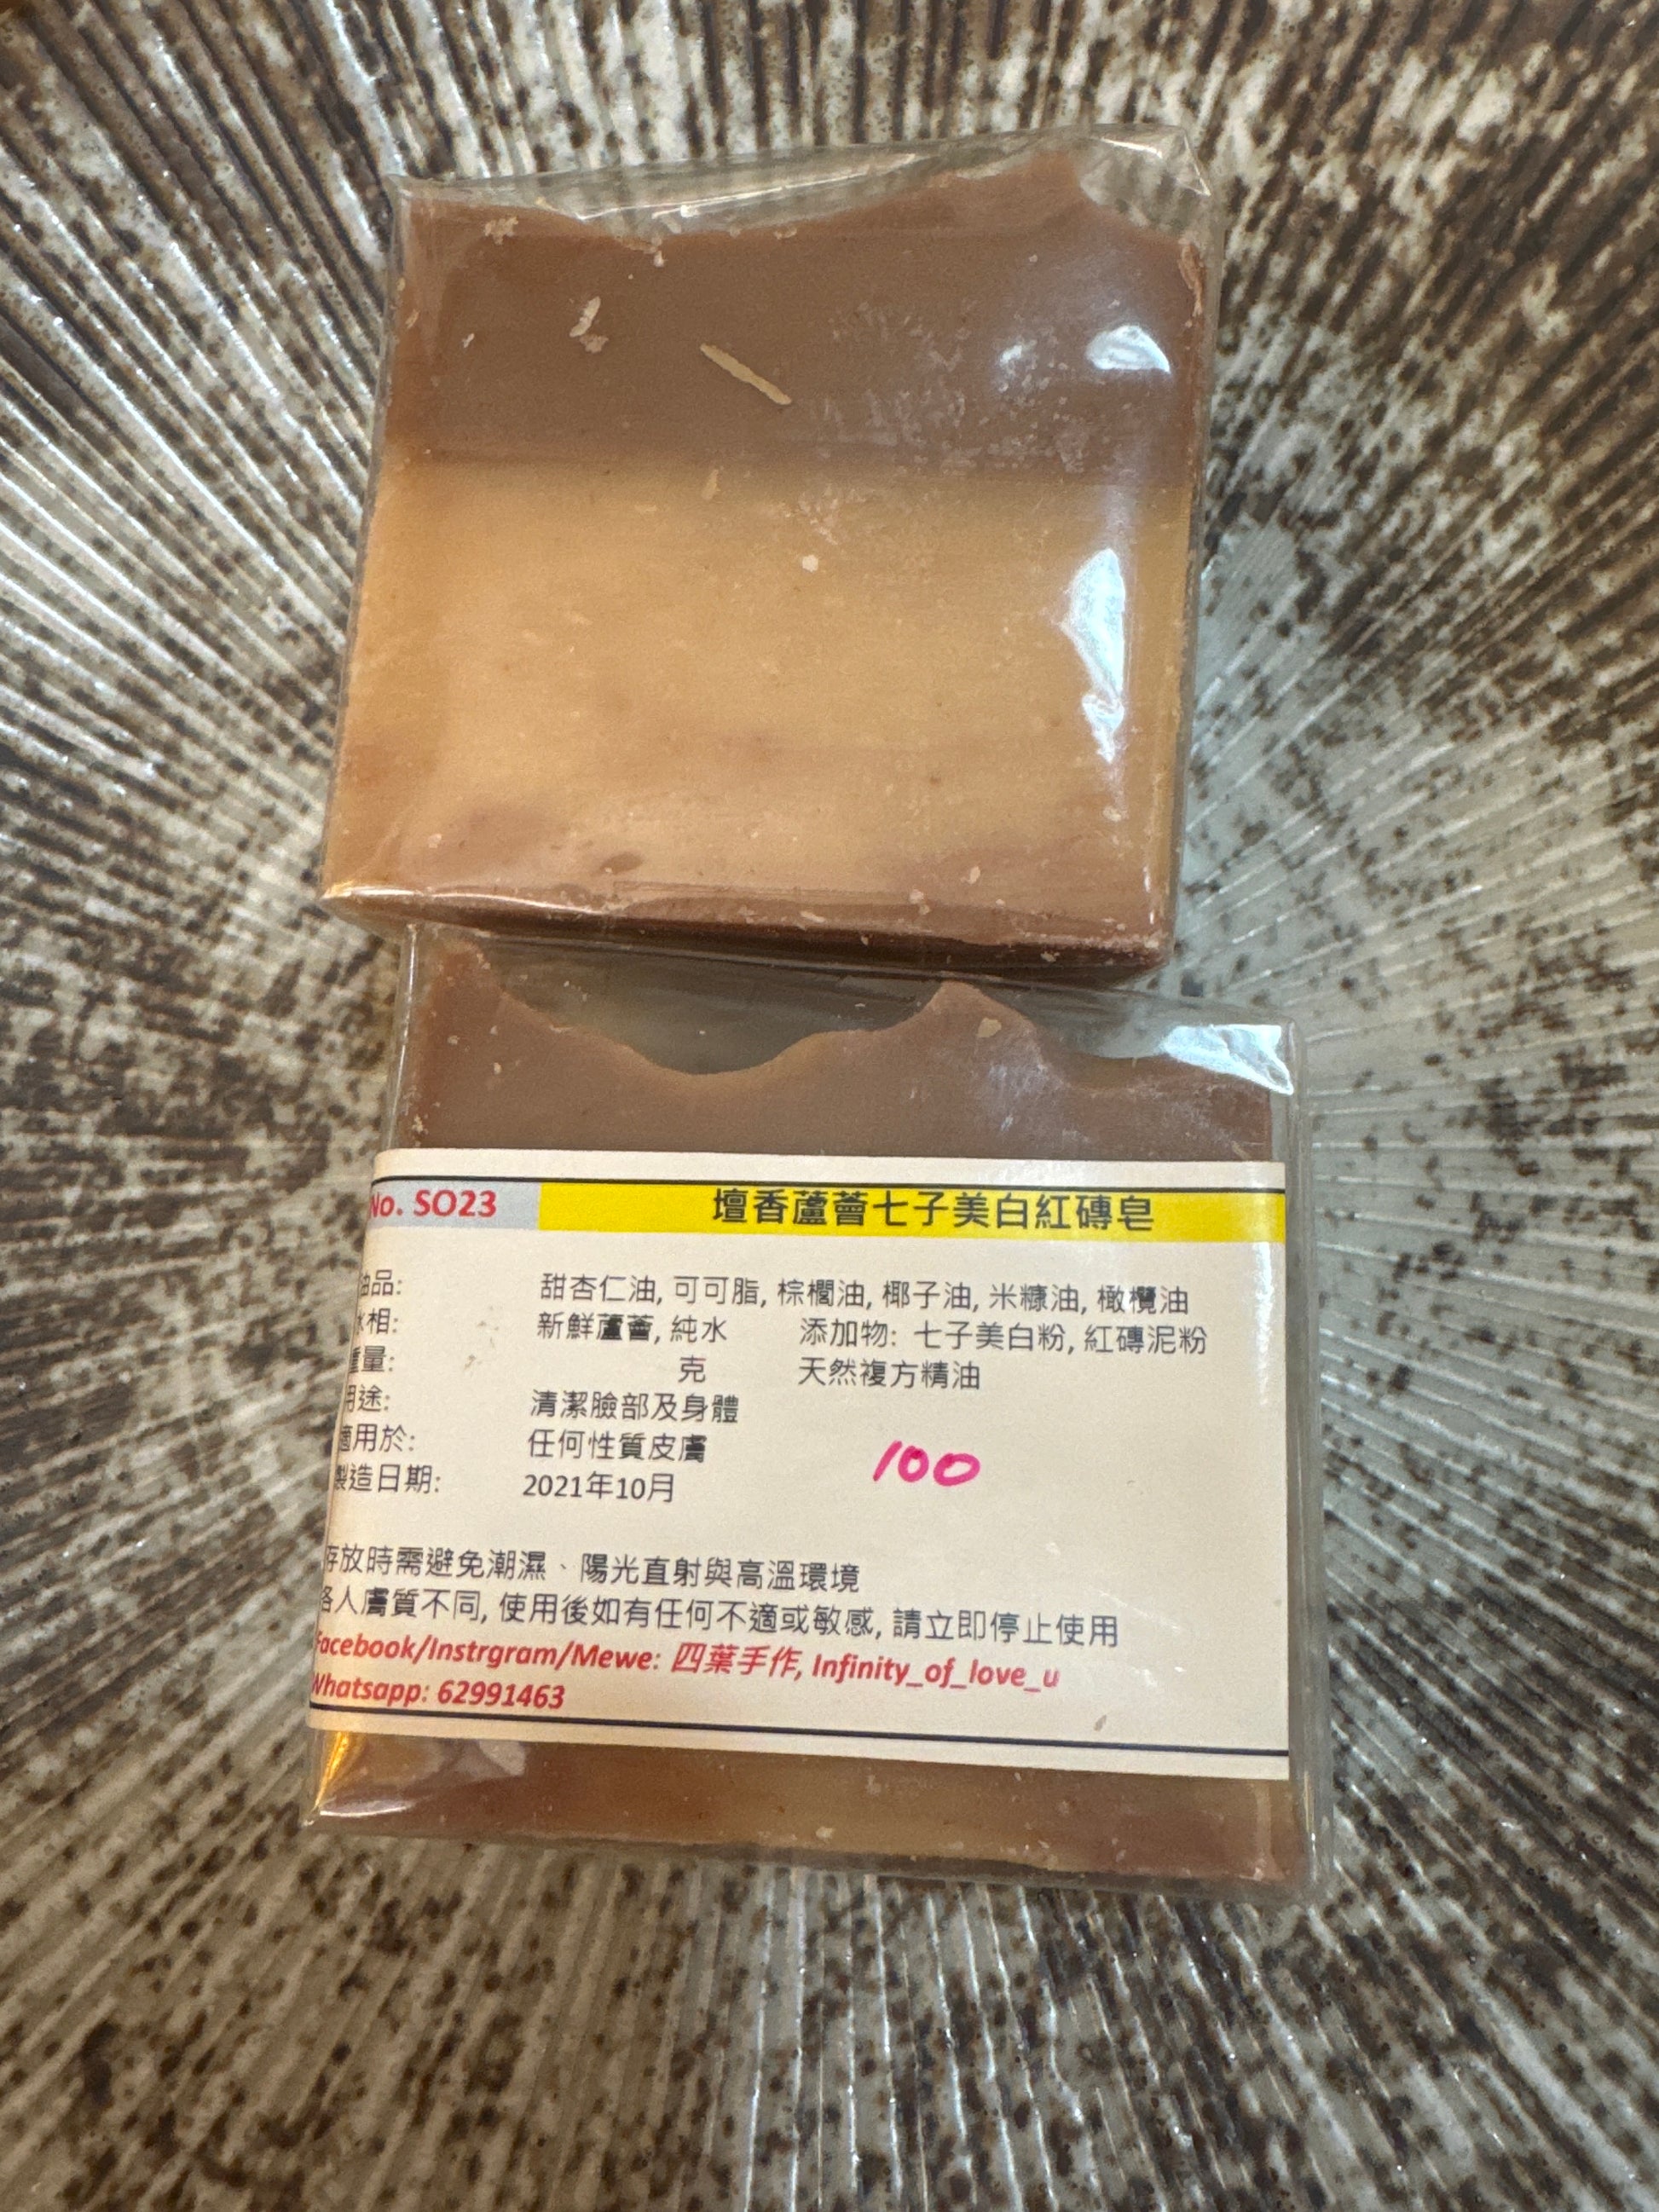 No. SO23 壇香蘆薈七子美白紅磚皂
油品: 甜杏仁油, 可可脂, 棕櫚油, 椰子油, 米糠油, 橄欖油
水相: 新鮮蘆薈, 純水 添加物: 七子美白粉, 紅磚泥粉
重量: 克 天然複方精油
用途: 清潔臉部及身體
適用於: 任何性質皮膚
100
製造日期: 2021年10月
存放時需避免潮濕、陽光直射與高溫環境
各人膚質不同, 使用後如有任何不適或敏感, 請立即停止使用
Facebook/Instrgram/Mewe: 四葉手作, Infinity_of_love_u
Whatsapp: 62991463